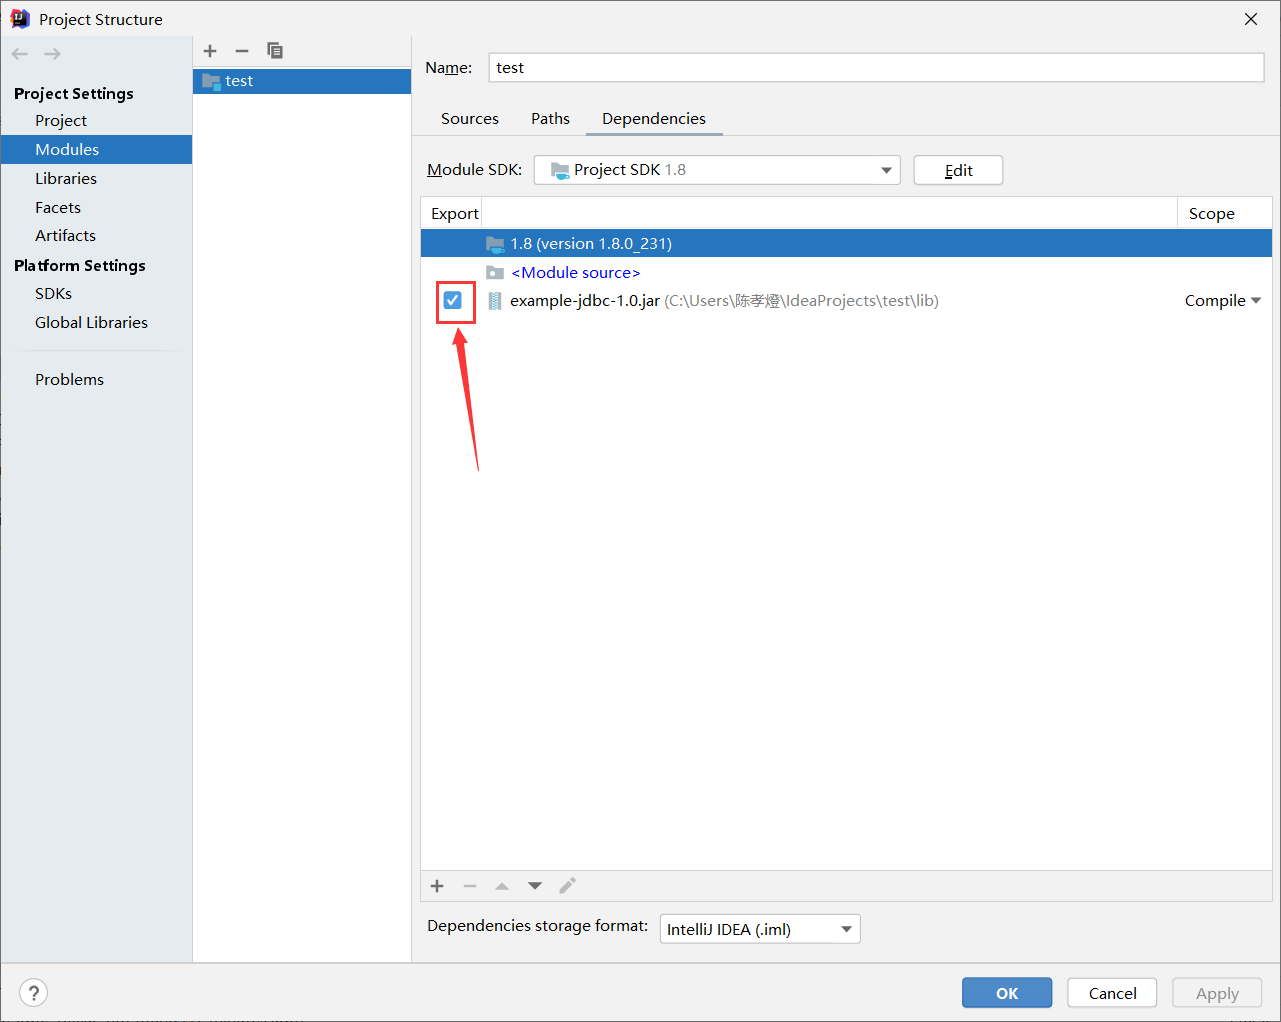 Project Structure
Project Settings
Project
Modules
Libraries
Facets
Artifacts
Platform Settings
SDKs
Global Libraries
Problems
test
Name: test
Sources Paths Dependencies
Module SDK: Project SDK 1.8 Edit
Export Scope
1.8 (version 1.8.0_231)
<Module source>
example-jdbc-1.0.jar (C:\Users\陈孝燈\IdeaProjects\test\lib) Compile
Dependencies storage format: IntelliJ IDEA (.iml)
? OK Cancel Apply